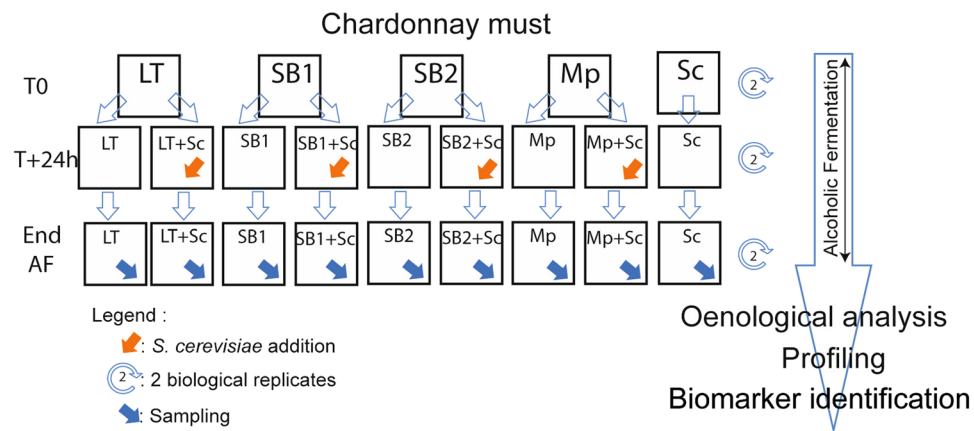 Chardonnay must
T0
LT
SB1
SB2
Mp
Sc
2
T+24h
LT
LT+Sc
SB1
SB1+Sc
SB2
SB2+Sc
Mp
Mp+Sc
Sc
2
End
AF
LT
LT+Sc
SB1
SB1+Sc
SB2
SB2+Sc
Mp
Mp+Sc
Sc
2
Alcoholic Fermentation
Legend :
: S. cerevisiae addition
2 : 2 biological replicates
: Sampling
Oenological analysis
Profiling
Biomarker identification